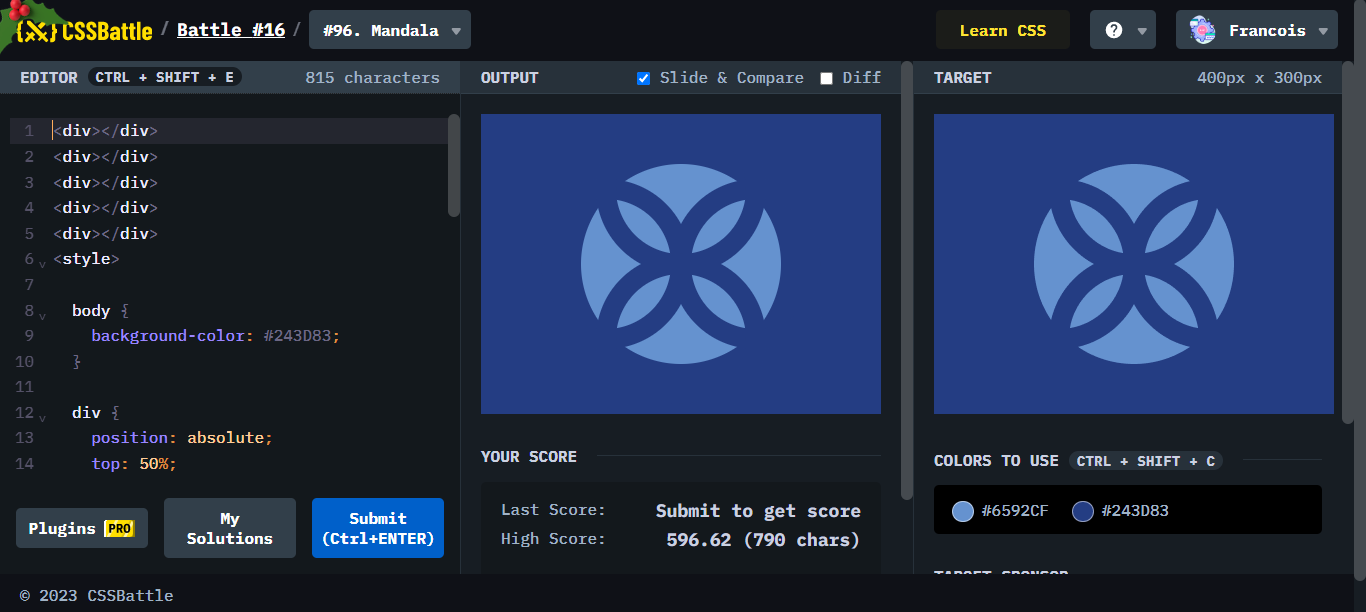 {X} CSSBattle / Battle #16 / #96. Mandala ▼ Learn CSS ? ▼ Francois ▼
EDITOR CTRL + SHIFT + E 815 characters
OUTPUT Slide & Compare Diff
TARGET 400px x 300px
1 <div></div>
2 <div></div>
3 <div></div>
4 <div></div>
5 <div></div>
6 <style>
7
8 body {
9 background-color: #243D83;
10 }
11
12 div {
13 position: absolute;
14 top: 50%;
Plugins PRO
My Solutions
Submit (Ctrl+ENTER)
YOUR SCORE
Last Score: Submit to get score
High Score: 596.62 (790 chars)
COLORS TO USE CTRL + SHIFT + C
#6592CF #243D83
TARGET SPONSOR
© 2023 CSSBattle